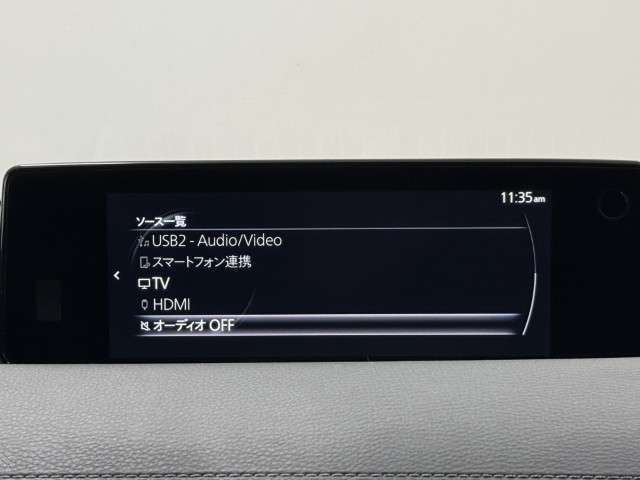 11:35am
ソース一覧
USB2 - Audio/Video
スマートフォン連携
TV
HDMI
オーディオ OFF